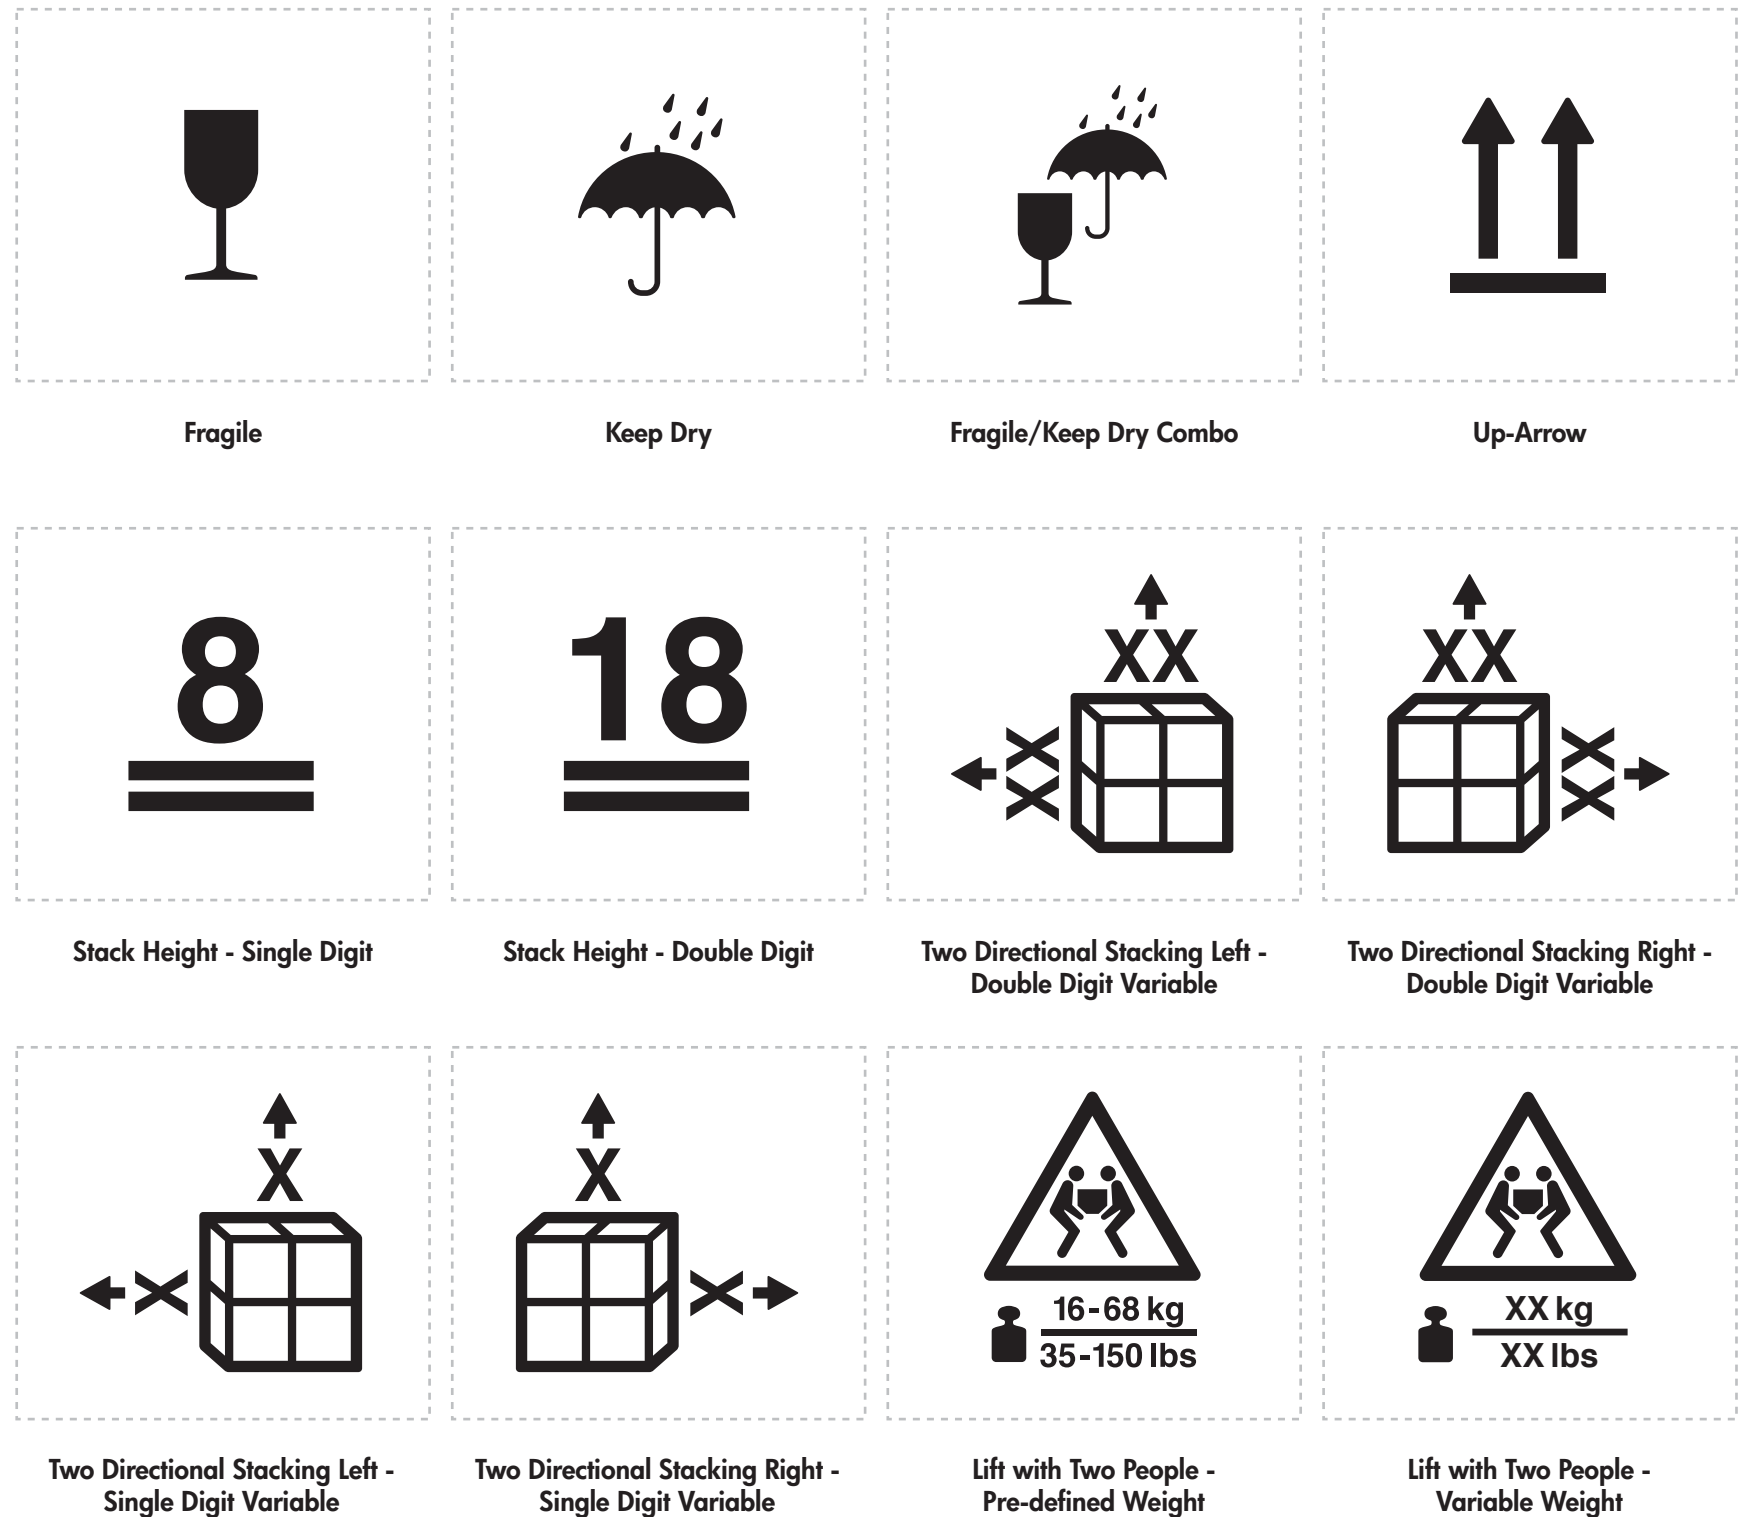 Fragile
Keep Dry
Fragile/Keep Dry Combo
Up-Arrow
8
18
XX
XX
XX
XX
Stack Height - Single Digit
Stack Height - Double Digit
Two Directional Stacking Left -
Double Digit Variable
Two Directional Stacking Right -
Double Digit Variable
X
X
X
X
16-68 kg
35-150 lbs
XX kg
XX lbs
Two Directional Stacking Left -
Single Digit Variable
Two Directional Stacking Right -
Single Digit Variable
Lift with Two People -
Pre-defined Weight
Lift with Two People -
Variable Weight